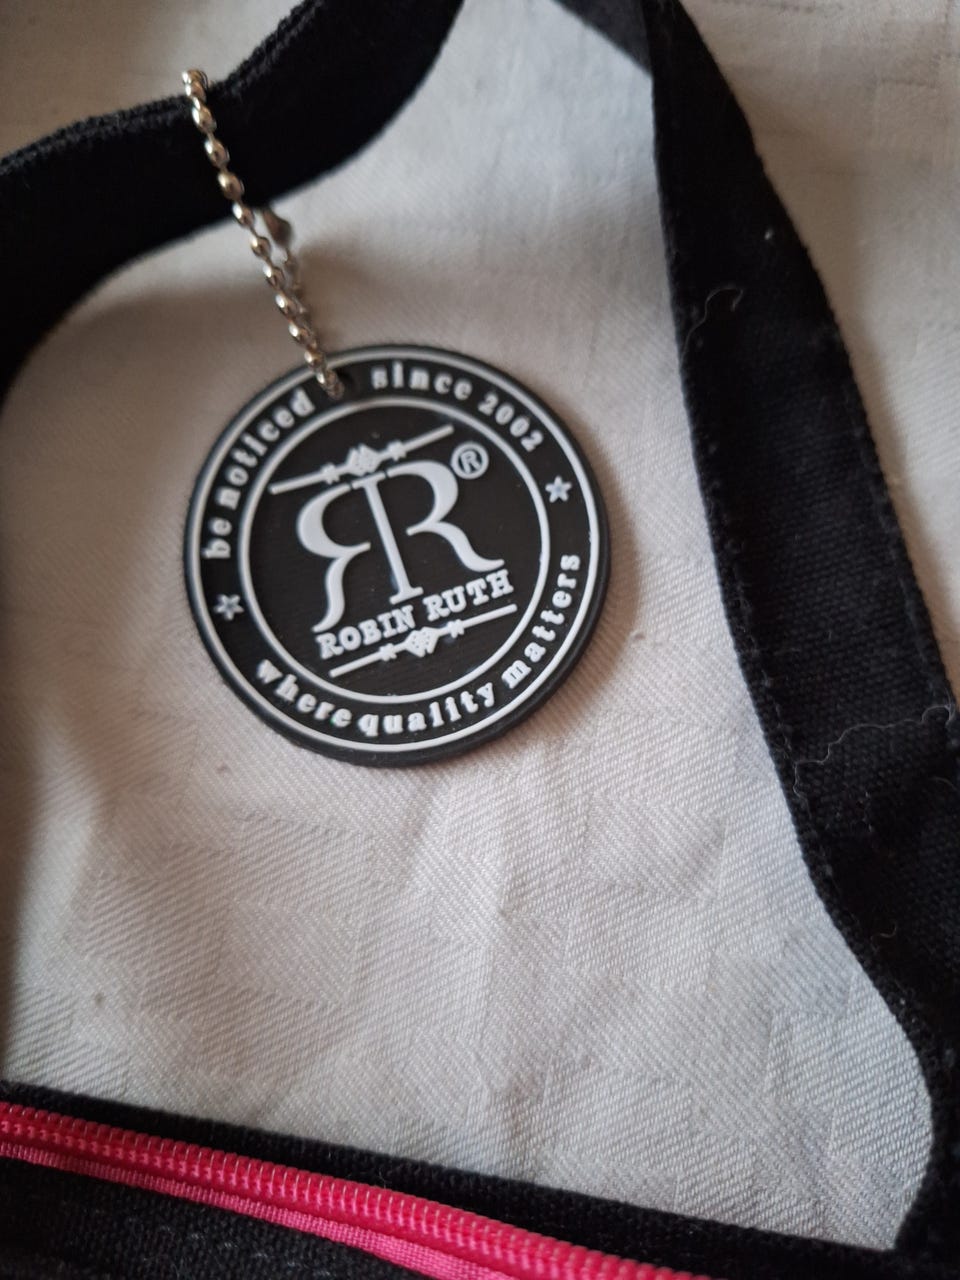 be noticed since 2002
RR®
ROBIN RUTH
where quality matters